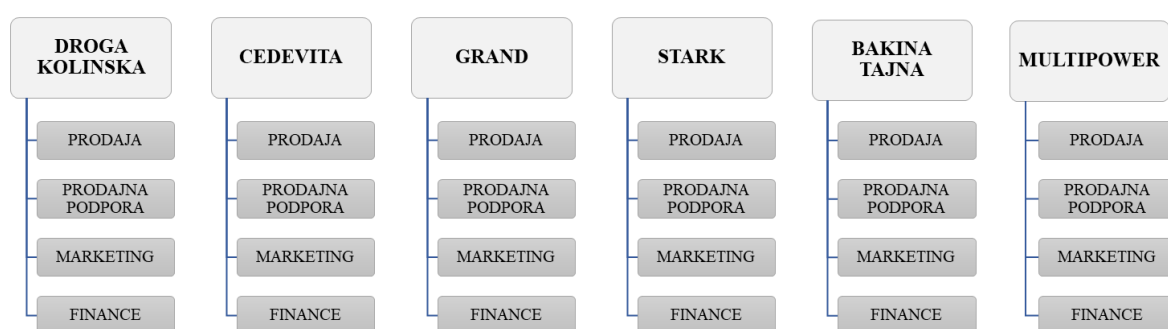 DROGA
KOLINSKA
PRODAJA
PRODAJNA
PODPORA
MARKETING
FINANCE
CEDEVITA
PRODAJA
PRODAJNA
PODPORA
MARKETING
FINANCE
GRAND
PRODAJA
PRODAJNA
PODPORA
MARKETING
FINANCE
STARK
PRODAJA
PRODAJNA
PODPORA
MARKETING
FINANCE
BAKINA
TAJNA
PRODAJA
PRODAJNA
PODPORA
MARKETING
FINANCE
MULTIPOWER
PRODAJA
PRODAJNA
PODPORA
MARKETING
FINANCE